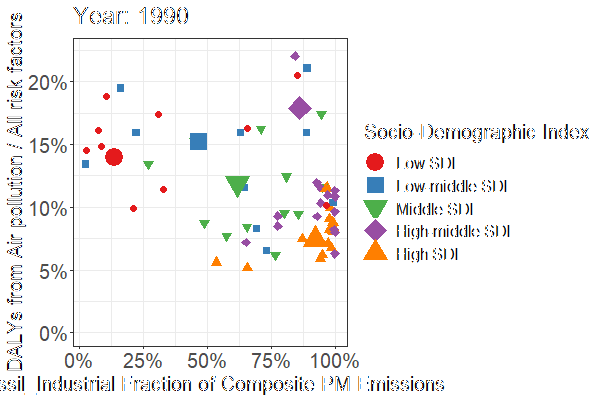 Year: 1990
DALYs from Air pollution / All risk factors
20%
15%
10%
5%
0%
0%
25%
50%
75%
100%
Industrial Fraction of Composite PM Emissions
Socio-Demographic Index
Low SDI
Low-middle SDI
Middle SDI
High-middle SDI
High SDI